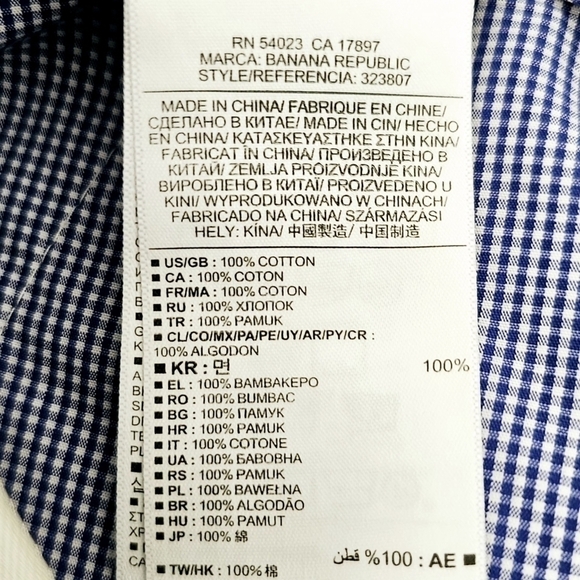 RN 54023 CA 17897
MARCA: BANANA REPUBLIC
STYLE/REFERENCIA: 323807
MADE IN CHINA/ FABRIQUE EN CHINE/
СДЕЛАНО В КИТАЕ/ MADE IN CIN/ HECHO
EN CHINA/ ΚΑΤΑΣΚΕΥΑΣΤΗΚΕ ΣΤΗΝ ΚΙΝΑ/
FABRICAT ÎN CHINA/ ПРОИЗВЕДЕНО В
КИТАЙ/ ZEMLJA PROIZVODNJE KINA/
ВИРОБЛЕНО В КИТАЇ/ PROIZVEDENO U
KINI/ WYPRODUKOWANO W CHINACH/
FABRICADO NA CHINA/ SZÁRMAZÁSI
HELY: KÍNA/ 中國製造/ 中国制造
■ US/GB : 100% COTTON
■ CA : 100% COTON
■ FR/MA : 100% COTON
■ RU : 100% ХЛОПОК
■ TR : 100% PAMUK
■ CL/CO/MX/PA/PE/UY/AR/PY/CR :
100% ALGODON
■ KR : 면 100%
■ EL : 100% ΒΑΜΒΑΚΕΡΟ
■ RO : 100% BUMBAC
■ BG : 100% ПАМУК
■ HR : 100% PAMUK
■ IT : 100% COTONE
■ UA : 100% БАВОВНА
■ RS : 100% PAMUK
■ PL : 100% BAWEŁNA
■ BR : 100% ALGODÃO
■ HU : 100% PAMUT
■ JP : 100% 綿
■ AE : 100% قطن
■ TW/HK : 100% 棉